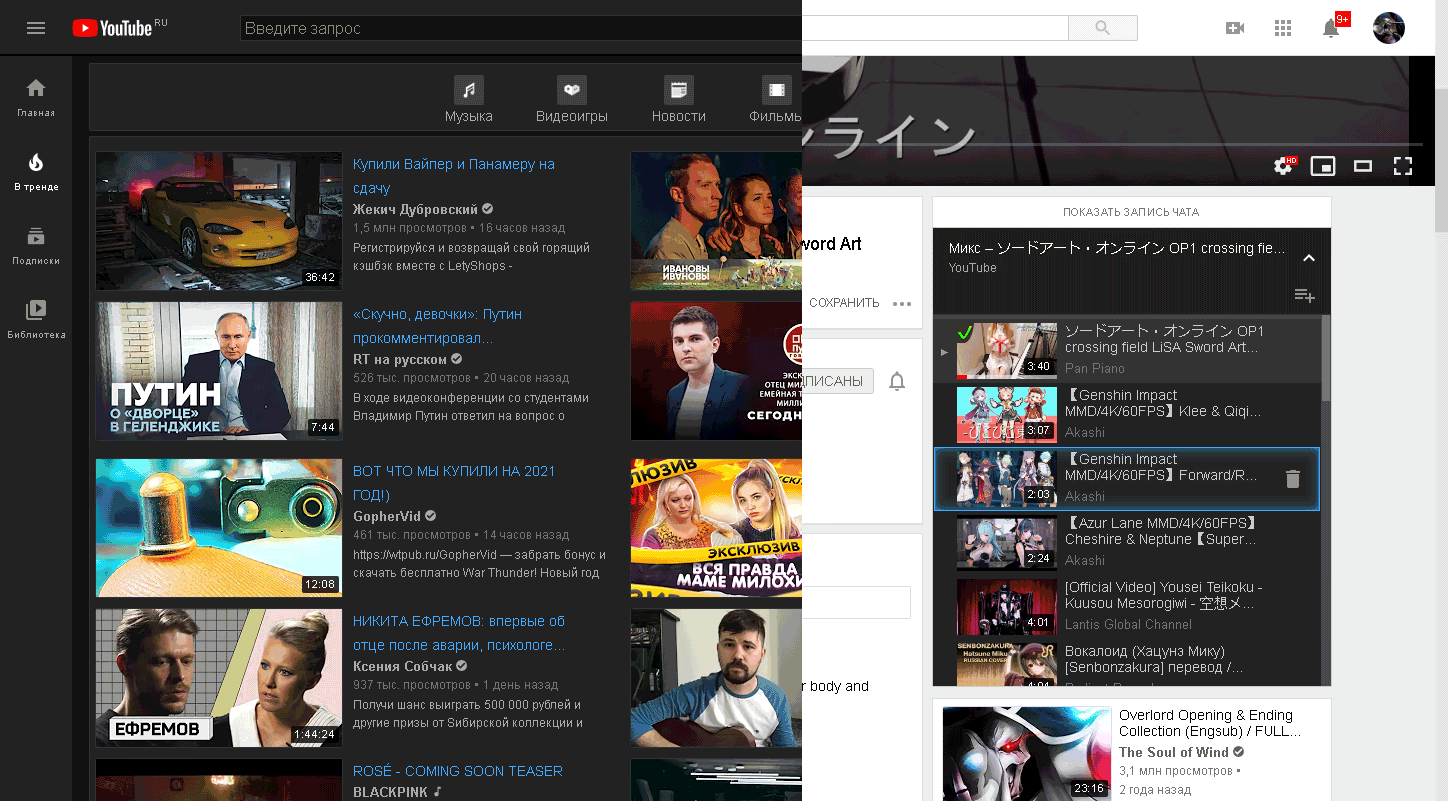 YouTube RU
Введите запрос
9+
Главная
В тренде
Подписки
Библиотека
Музыка
Видеоигры
Новости
Фильмы
36:42
Купили Вайпер и Панамеру на
сдачу
Жекич Дубровский
1,5 млн просмотров • 16 часов назад
Регистрируйся и возвращай свой горящий
кэшбэк вместе с LetyShops -
ИВАНОВЫ
ИВАНОВЫ
ПУТИН
О «ДВОРЦЕ»
В ГЕЛЕНДЖИКЕ
7:44
«Скучно, девочки»: Путин
прокомментировал...
RT на русском
526 тыс. просмотров • 20 часов назад
В ходе видеоконференции со студентами
Владимир Путин ответил на вопрос о
12:08
ВОТ ЧТО МЫ КУПИЛИ НА 2021
ГОД!)
GopherVid
461 тыс. просмотров • 14 часов назад
https://wtpub.ru/GopherVid — забрать бонус и
скачать бесплатно War Thunder! Новый год
ЭКСКЛЮЗИВ
ВСЯ ПРАВДА
МАМЕ МИЛОХИ
ЕФРЕМОВ
1:44:24
НИКИТА ЕФРЕМОВ: впервые об
отце после аварии, психологе...
Ксения Собчак
937 тыс. просмотров • 1 день назад
Получи шанс выиграть 500 000 рублей и
другие призы от Sибирской коллекции и
ROSÉ - COMING SOON TEASER
BLACKPINK
ンライン
HD
Sword Art
СОХРАНИТЬ
ПИСАНЫ
r body and
ПОКАЗАТЬ ЗАПИСЬ ЧАТА
Микс – ソードアート・オンライン OP1 crossing fie...
YouTube
3:40
ソードアート・オンライン OP1
crossing field LiSA Sword Art...
Pan Piano
3:07
【Genshin Impact
MMD/4K/60FPS】Klee & Qiqi...
Akashi
2:03
【Genshin Impact
MMD/4K/60FPS】Forward/R...
Akashi
2:24
【Azur Lane MMD/4K/60FPS】
Cheshire & Neptune【Super...
Akashi
4:01
[Official Video] Yousei Teikoku -
Kuusou Mesorogiwi - 空想メ...
Lantis Global Channel
SENBONZAKURA
Hatsune Miku
RUSSIAN COVER
4:04
Вокалоид (Хацунэ Мику)
[Senbonzakura] перевод /...
23:16
Overlord Opening & Ending
Collection (Engsub) / FULL...
The Soul of Wind
3,1 млн просмотров •
2 года назад